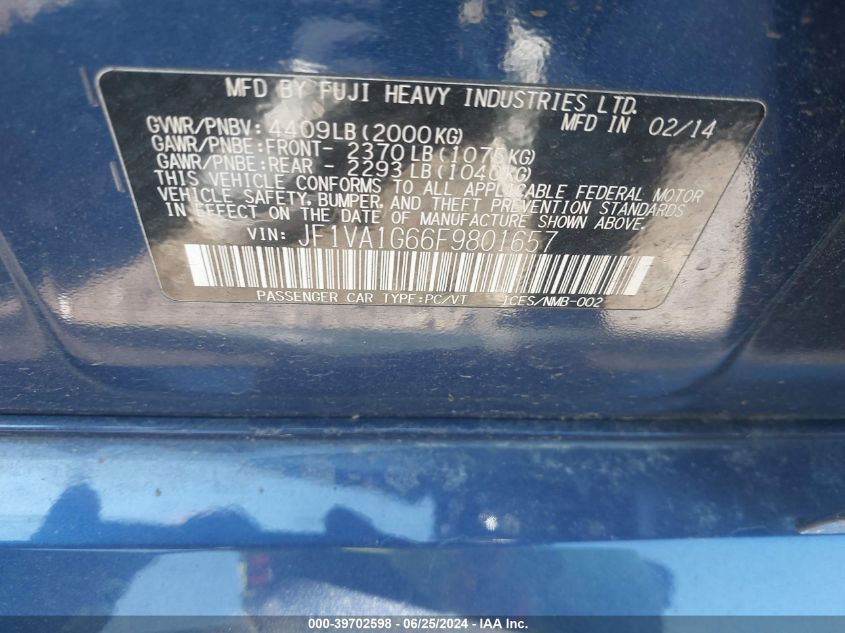 MFD BY FUJI HEAVY INDUSTRIES LTD.
GVWR/PNBV: 4409LB(2000KG) MFD IN 02/14
GAWR/PNBE:FRONT- 2370LB(1075KG)
GAWR/PNBE:REAR - 2293LB(1040KG)
THIS VEHICLE CONFORMS TO ALL APPLICABLE FEDERAL MOTOR
VEHICLE SAFETY, BUMPER, AND THEFT PREVENTION STANDARDS
IN EFFECT ON THE DATE OF MANUFACTURE SHOWN ABOVE.
VIN: JF1VA1G66F9801657
PASSENGER CAR TYPE:PC/VT ICES/NMB-002
000-39702598 - 06/25/2024 - IAA Inc.